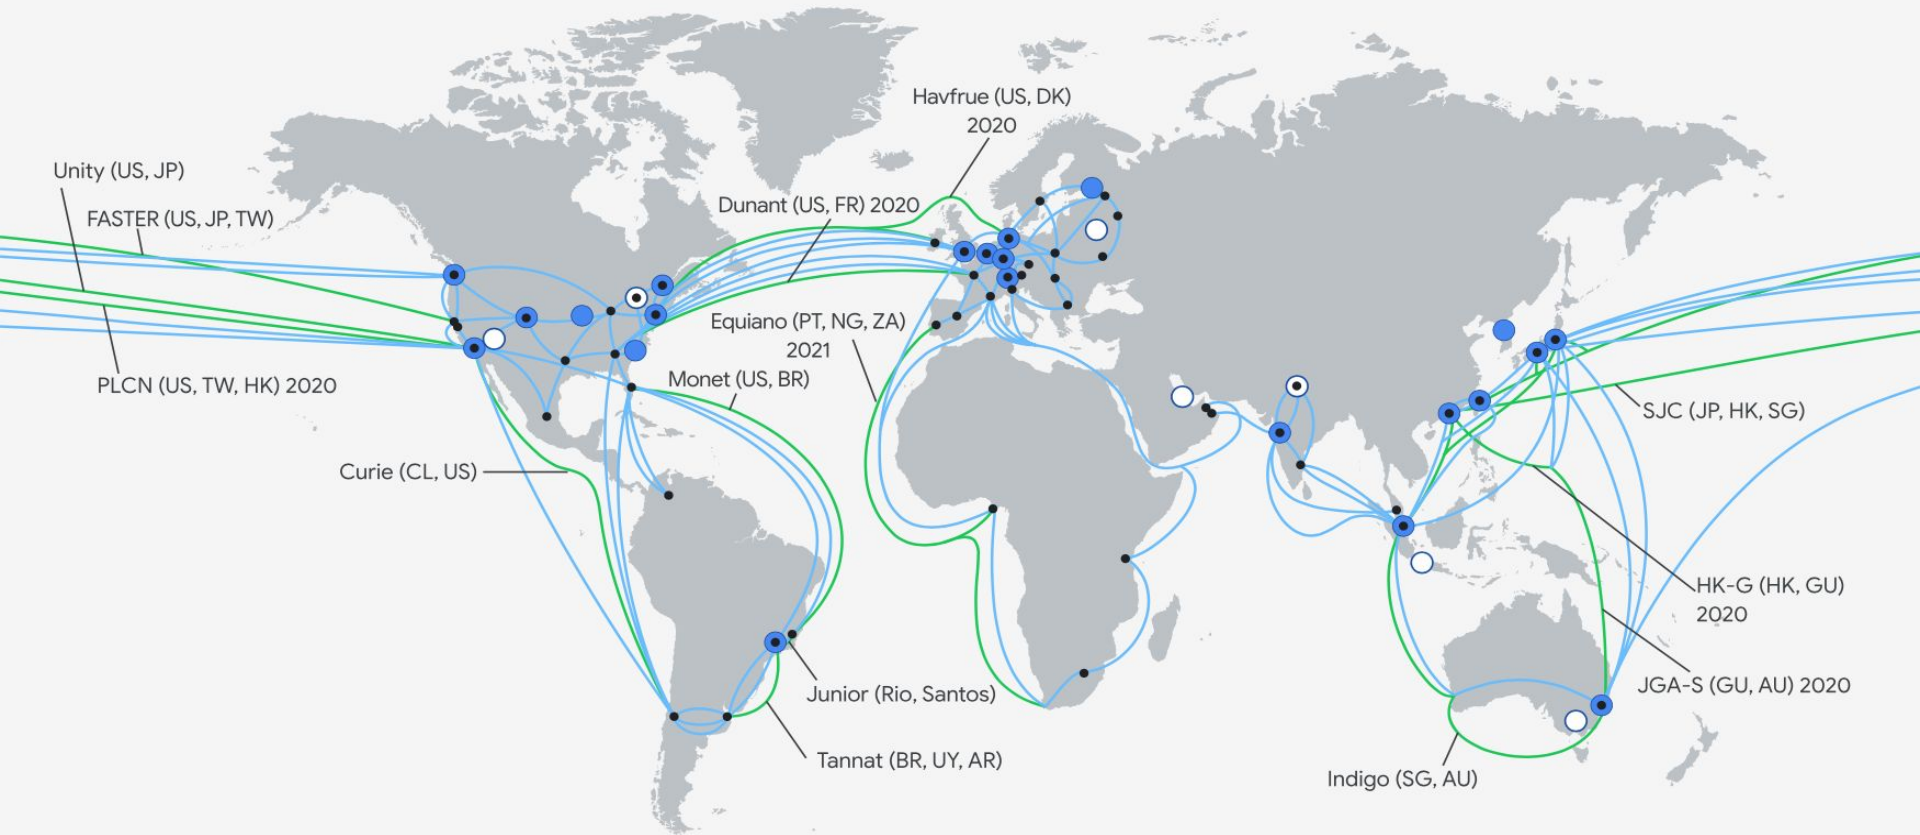 Havfrue (US, DK)
2020
Unity (US, JP)
FASTER (US, JP, TW)
Dunant (US, FR) 2020
Equiano (PT, NG, ZA)
2021
PLCN (US, TW, HK) 2020
Monet (US, BR)
SJC (JP, HK, SG)
Curie (CL, US)
HK-G (HK, GU)
2020
JGA-S (GU, AU) 2020
Junior (Rio, Santos)
Tannat (BR, UY, AR)
Indigo (SG, AU)